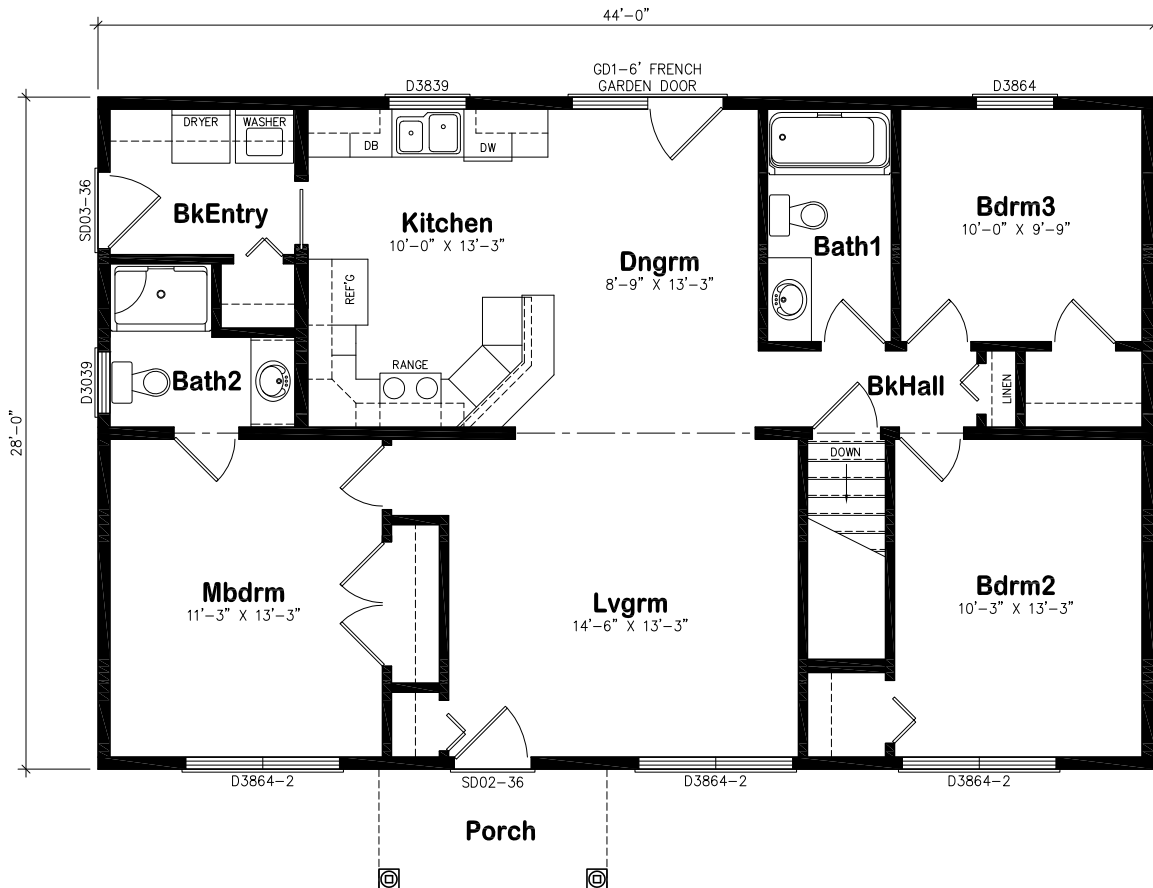 44'-0"
GD1-6' FRENCH
GARDEN DOOR
D3839
D3864
DRYER
WASHER
DB
DW
SD03-36
BkEntry
Kitchen
10'-0" X 13'-3"
Bdrm3
10'-0" X 9'-9"
Bath1
Dngrm
8'-9" X 13'-3"
REF'G
RANGE
D3039
Bath2
BkHall
LINEN
28'-0"
DOWN
Mbdrm
11'-3" X 13'-3"
Lvgrm
14'-6" X 13'-3"
Bdrm2
10'-3" X 13'-3"
D3864-2
SD02-36
D3864-2
D3864-2
Porch